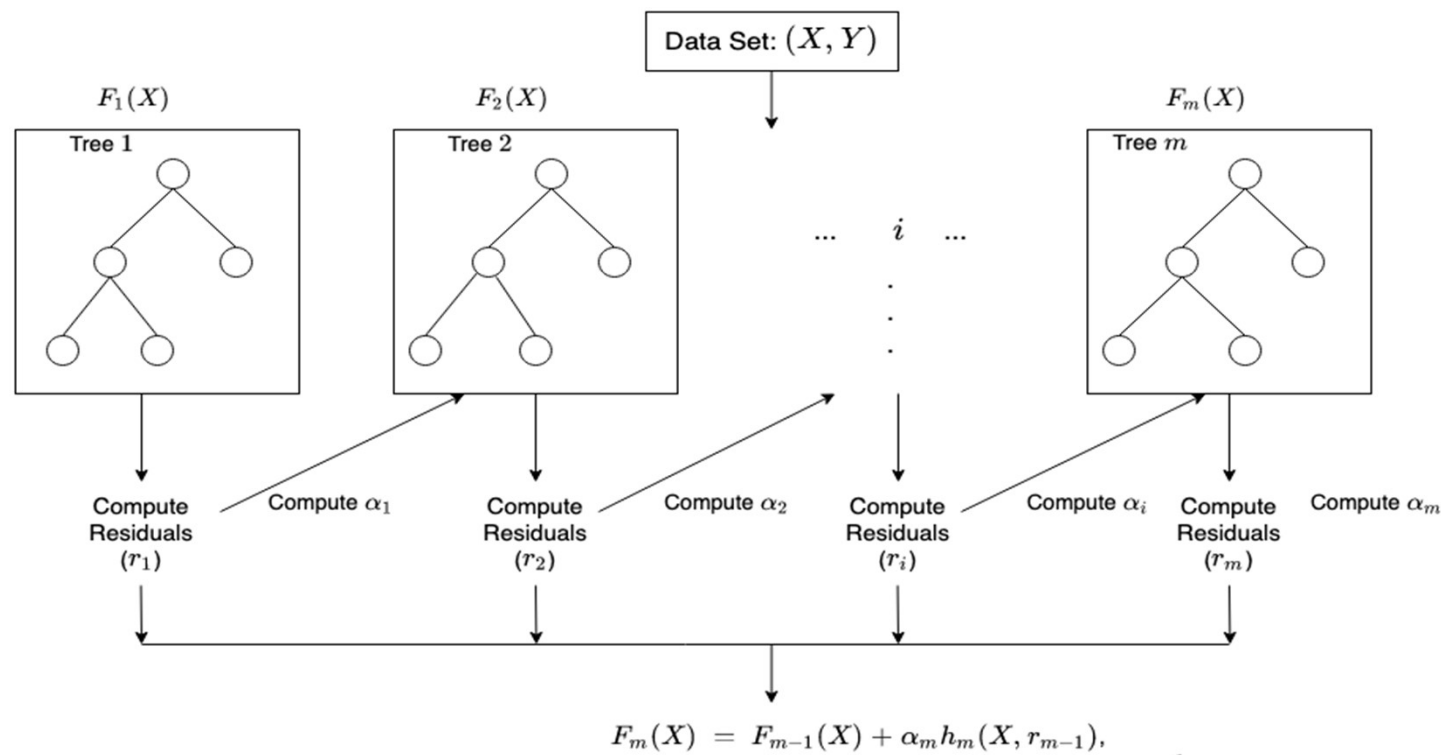 Data Set: (X, Y)
F₁(X)
F₂(X)
Fₘ(X)
Tree 1
Tree 2
Tree m
... i ...
.
.
.
Compute
Residuals
(r₁)
Compute α₁
Compute
Residuals
(r₂)
Compute α₂
Compute
Residuals
(rᵢ)
Compute αᵢ
Compute
Residuals
(rₘ)
Compute αₘ
Fₘ(X) = Fₘ₋₁(X) + αₘhₘ(X, rₘ₋₁),